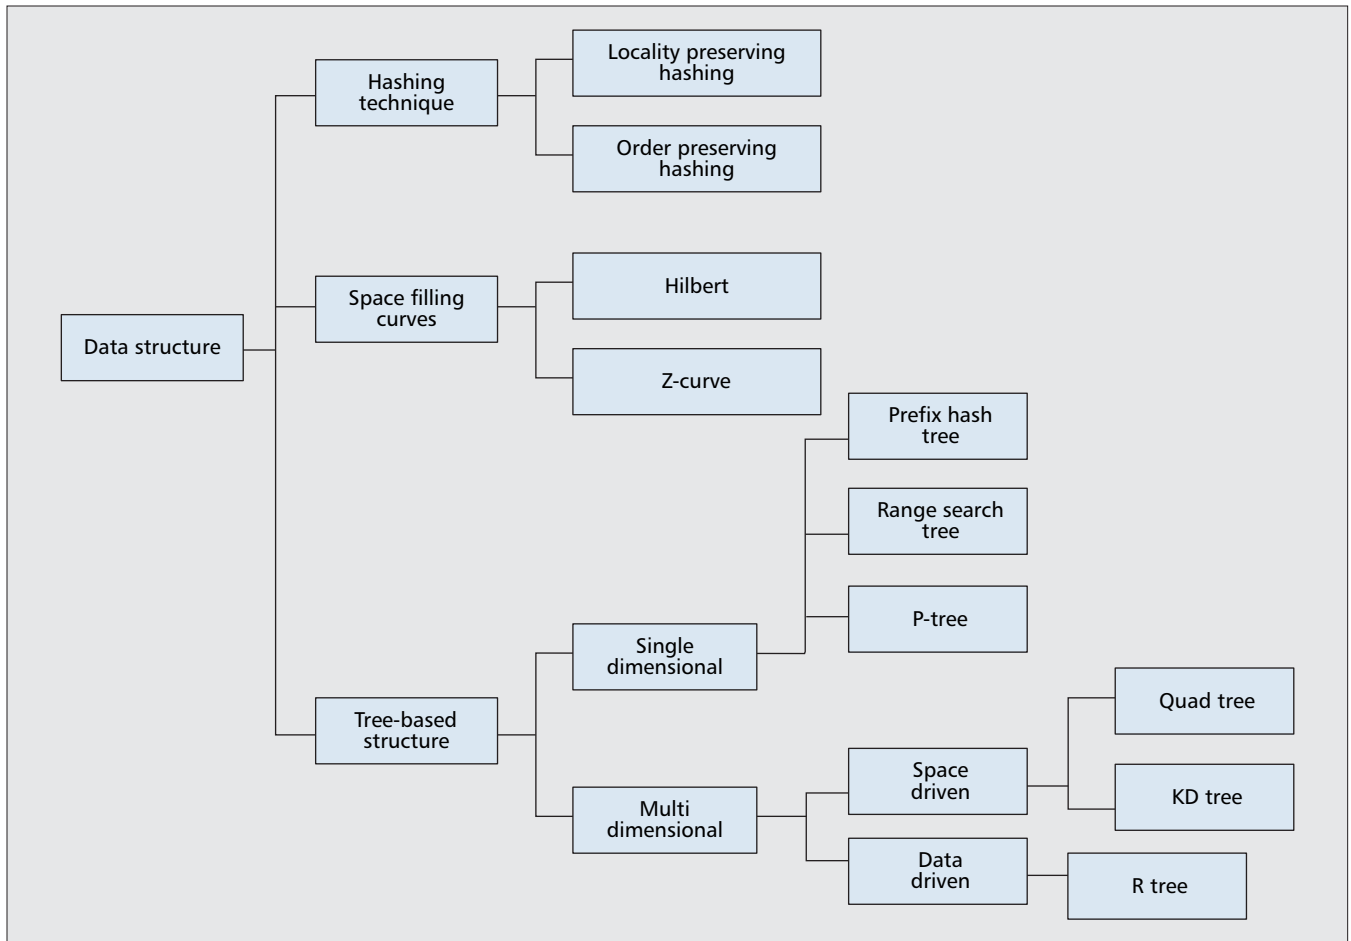 Data structure
Hashing
technique
Locality preserving
hashing
Order preserving
hashing
Space filling
curves
Hilbert
Z-curve
Tree-based
structure
Single
dimensional
Prefix hash
tree
Range search
tree
P-tree
Multi
dimensional
Space
driven
Quad tree
KD tree
Data
driven
R tree